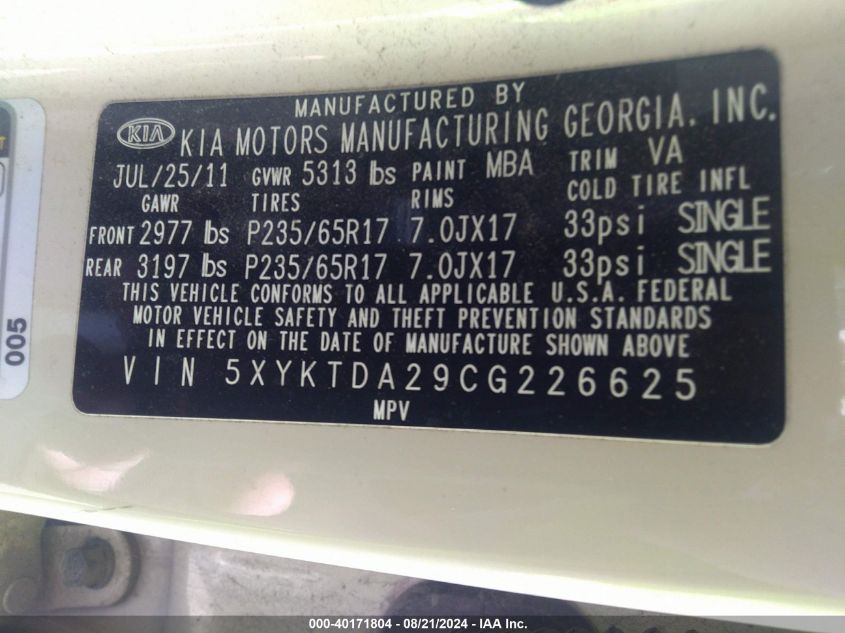 MANUFACTURED BY
KIA KIA MOTORS MANUFACTURING GEORGIA, INC.
JUL/25/11 GVWR 5313 lbs PAINT MBA TRIM VA
GAWR TIRES RIMS COLD TIRE INFL
FRONT 2977 lbs P235/65R17 7.0JX17 33psi SINGLE
REAR 3197 lbs P235/65R17 7.0JX17 33psi SINGLE
THIS VEHICLE CONFORMS TO ALL APPLICABLE U.S.A. FEDERAL
MOTOR VEHICLE SAFETY AND THEFT PREVENTION STANDARDS
IN EFFECT ON THE DATE OF MANUFACTURE SHOWN ABOVE
VIN 5XYKTDA29CG226625
MPV
005
000-40171804 / 08/21/2024 - IAA Inc.